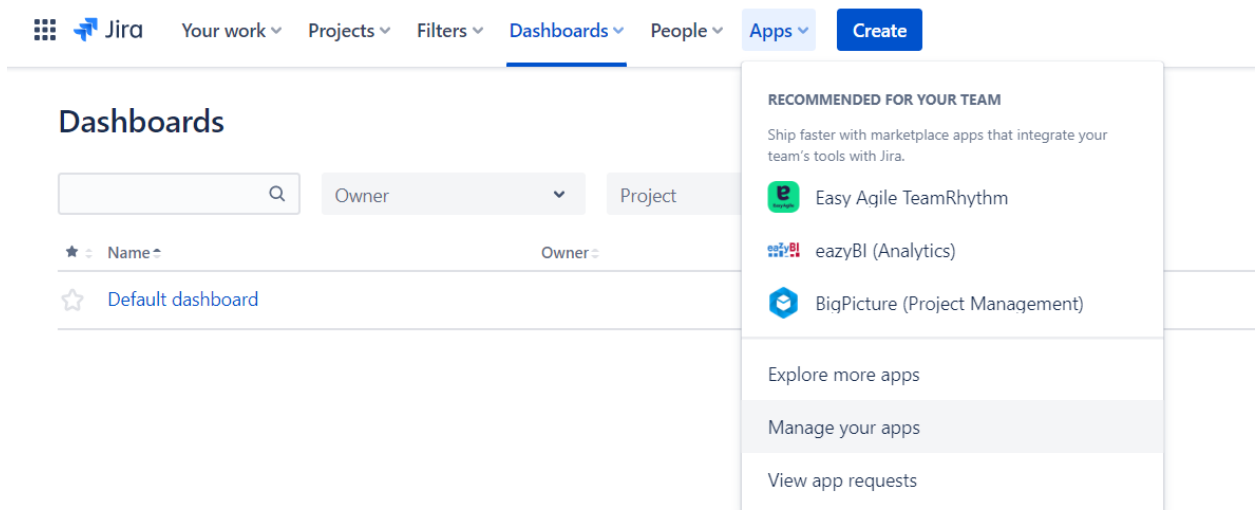 Jira Your work Projects Filters Dashboards People Apps Create
Dashboards
Owner Project
Name Owner
Default dashboard
RECOMMENDED FOR YOUR TEAM
Ship faster with marketplace apps that integrate your
team's tools with Jira.
Easy Agile TeamRhythm
eazyBI eazyBI (Analytics)
BigPicture (Project Management)
Explore more apps
Manage your apps
View app requests